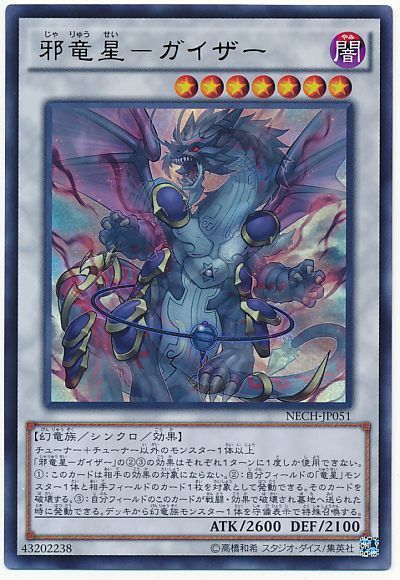 邪竜星－ガイザー
闇
NECH-JP051
【幻竜族／シンクロ／効果】
チューナー＋チューナー以外のモンスター１体以上
「邪竜星－ガイザー」の②③の効果はそれぞれ１ターンに１度しか使用できない。
①：このカードは相手の効果の対象にならない。②：自分フィールドの「竜星」モン
スター１体と相手フィールドのカード１枚を対象として発動できる。そのカードを
破壊する。③：自分フィールドのこのカードが戦闘・効果で破壊され墓地へ送られた
時に発動できる。デッキから幻竜族モンスター１体を守備表示で特殊召喚する。
ATK/2600 DEF/2100
43202238
©高橋和希 スタジオ・ダイス/集英社